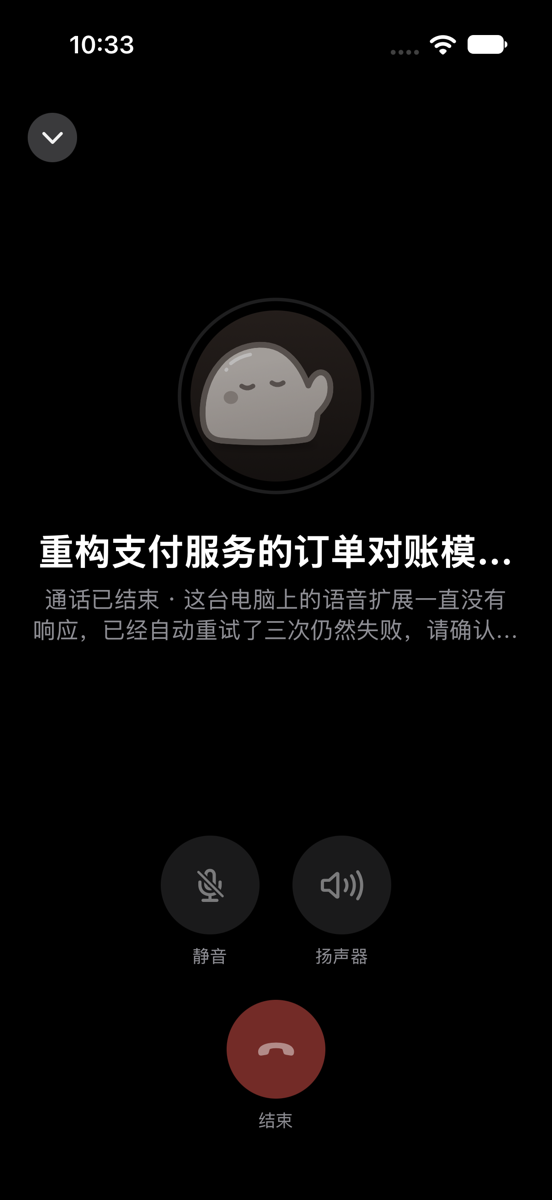 10:33
重构支付服务的订单对账模...
通话已结束 · 这台电脑上的语音扩展一直没有
响应，已经自动重试了三次仍然失败，请确认...
静音
扬声器
结束